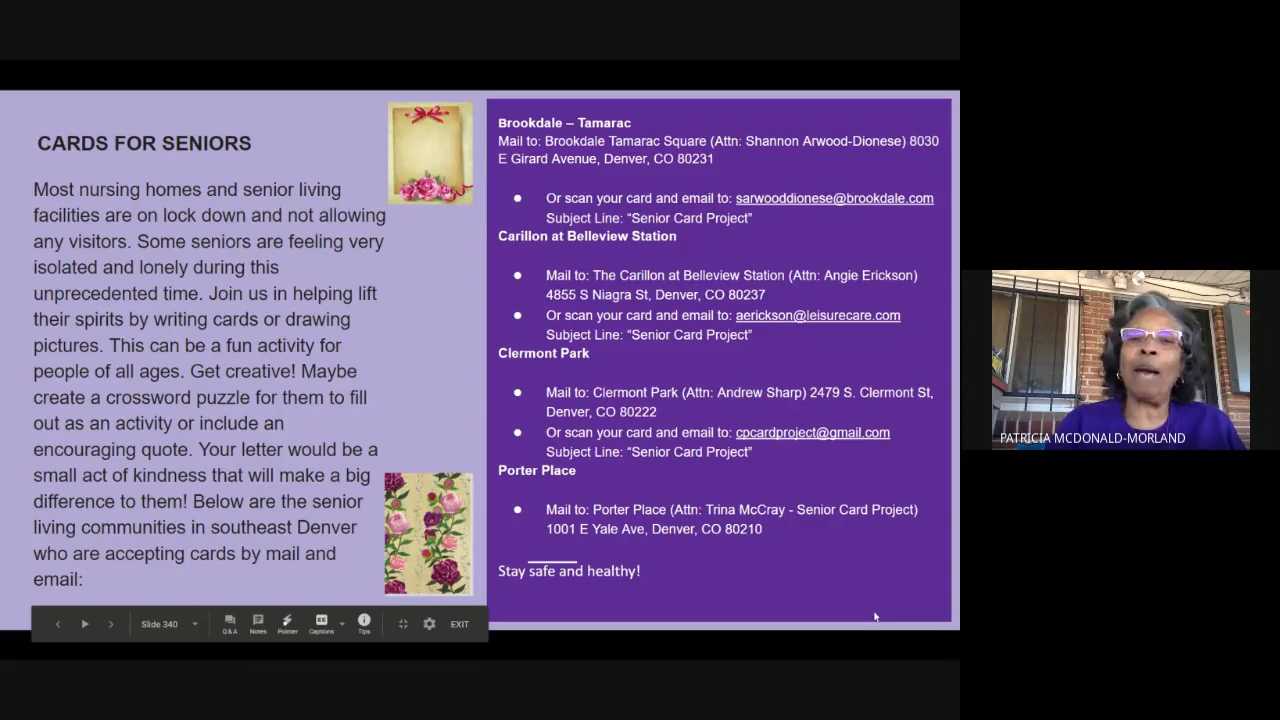 CARDS FOR SENIORS
Most nursing homes and senior living
facilities are on lock down and not allowing
any visitors. Some seniors are feeling very
isolated and lonely during this
unprecedented time. Join us in helping lift
their spirits by writing cards or drawing
pictures. This can be a fun activity for
people of all ages. Get creative! Maybe
create a crossword puzzle for them to fill
out as an activity or include an
encouraging quote. Your letter would be a
small act of kindness that will make a big
difference to them! Below are the senior
living communities in southeast Denver
who are accepting cards by mail and
email:
Brookdale – Tamarac
Mail to: Brookdale Tamarac Square (Attn: Shannon Arwood-Dionese) 8030
E Girard Avenue, Denver, CO 80231
● Or scan your card and email to: sarwooddionese@brookdale.com
Subject Line: “Senior Card Project”
Carillon at Belleview Station
● Mail to: The Carillon at Belleview Station (Attn: Angie Erickson)
4855 S Niagra St, Denver, CO 80237
● Or scan your card and email to: aerickson@leisurecare.com
Subject Line: “Senior Card Project”
Clermont Park
● Mail to: Clermont Park (Attn: Andrew Sharp) 2479 S. Clermont St,
Denver, CO 80222
● Or scan your card and email to: cpcardproject@gmail.com
Subject Line: “Senior Card Project”
Porter Place
● Mail to: Porter Place (Attn: Trina McCray - Senior Card Project)
1001 E Yale Ave, Denver, CO 80210
Stay safe and healthy!
Slide 340
Q & A
Notes
Pointer
Captions
Tips
EXIT
PATRICIA MCDONALD-MORLAND